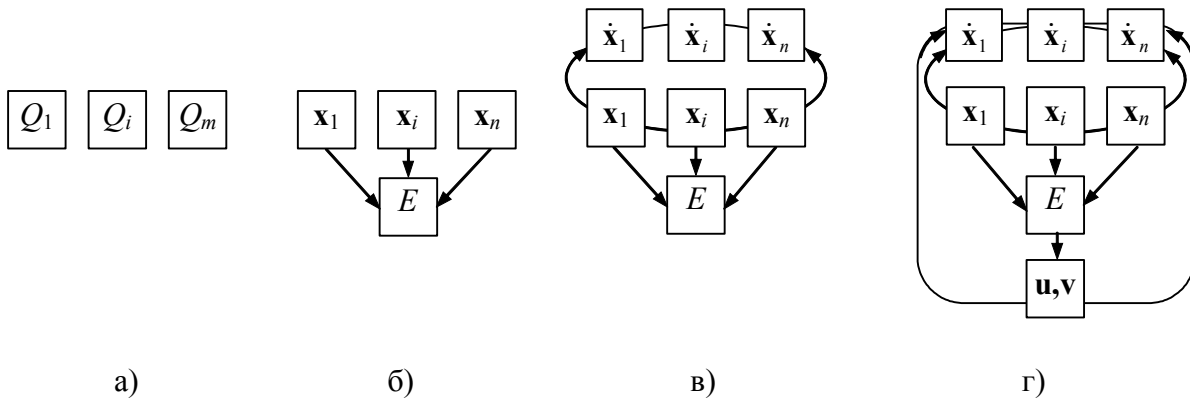 ẋ₁ ẋᵢ ẋₙ ẋ₁ ẋᵢ ẋₙ
Q₁ Qᵢ Qₘ x₁ xᵢ xₙ x₁ xᵢ xₙ x₁ xᵢ xₙ
E E E
u,v
а) б) в) г)